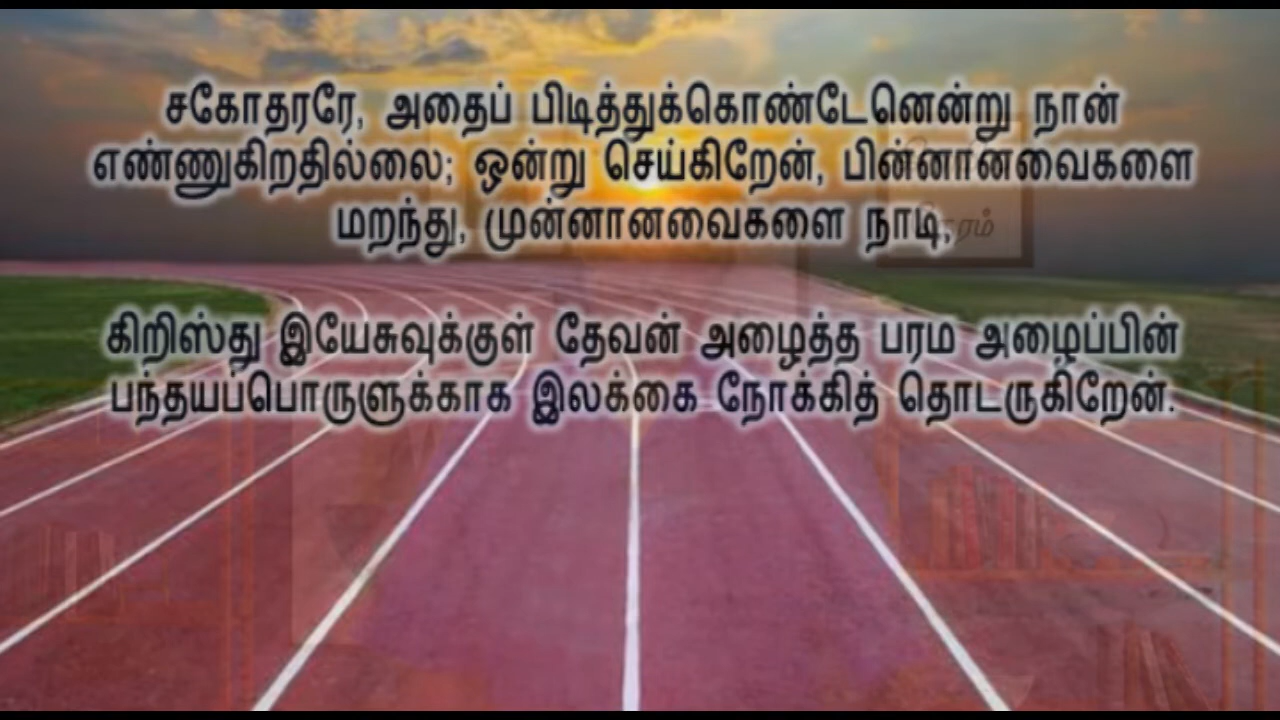 சகோதரரே, அதைப் பிடித்துக்கொண்டேனென்று நான்
எண்ணுகிறதில்லை; ஒன்று செய்கிறேன், பின்னானவைகளை
மறந்து, முன்னானவைகளை நாடி,
கிறிஸ்து இயேசுவுக்குள் தேவன் அழைத்த பரம அழைப்பின்
பந்தயப்பொருளுக்காக இலக்கை நோக்கித் தொடருகிறேன்.